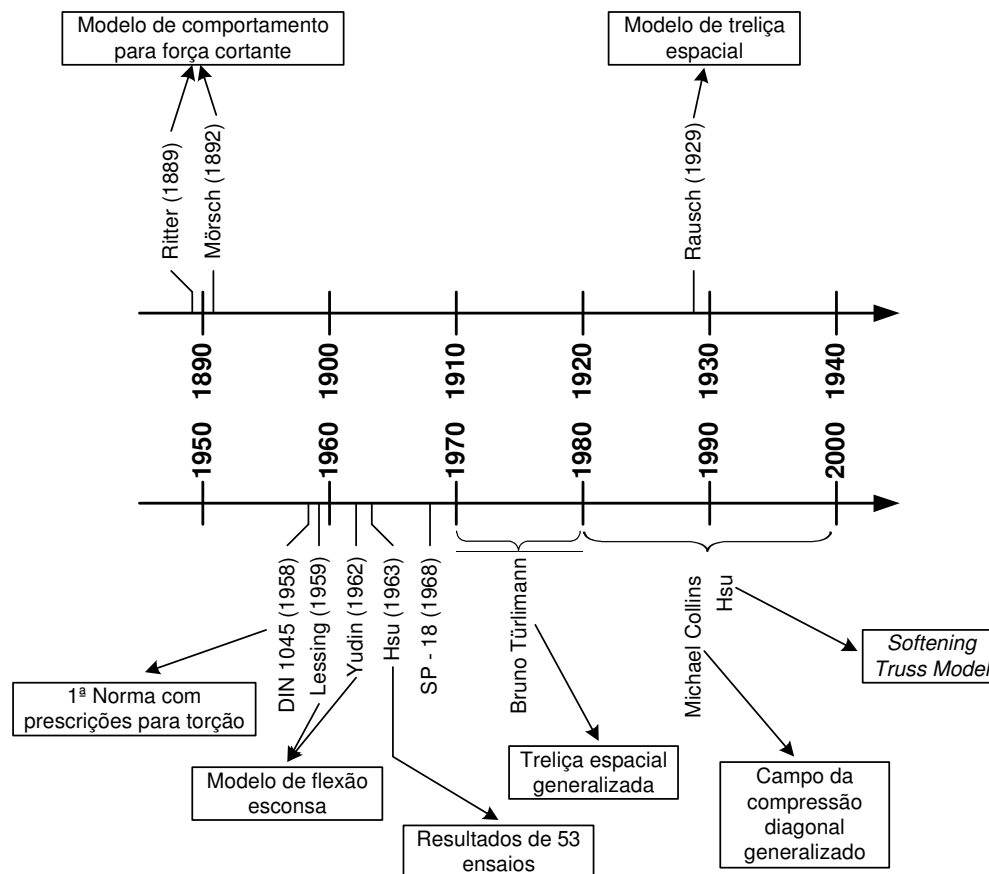 Modelo de comportamento
para força cortante
Modelo de treliça
espacial
Ritter (1889)
Mörsch (1892)
Rausch (1929)
1890
1900
1910
1920
1930
1940
1950
1960
1970
1980
1990
2000
DIN 1045 (1958)
Lessing (1959)
Yudin (1962)
Hsu (1963)
SP - 18 (1968)
Bruno Türlimann
Michael Collins
Hsu
Softening
Truss Model
1ª Norma com
prescrições para torção
Modelo de flexão
esconsa
Treliça espacial
generalizada
Resultados de 53
ensaios
Campo da
compressão
diagonal
generalizado